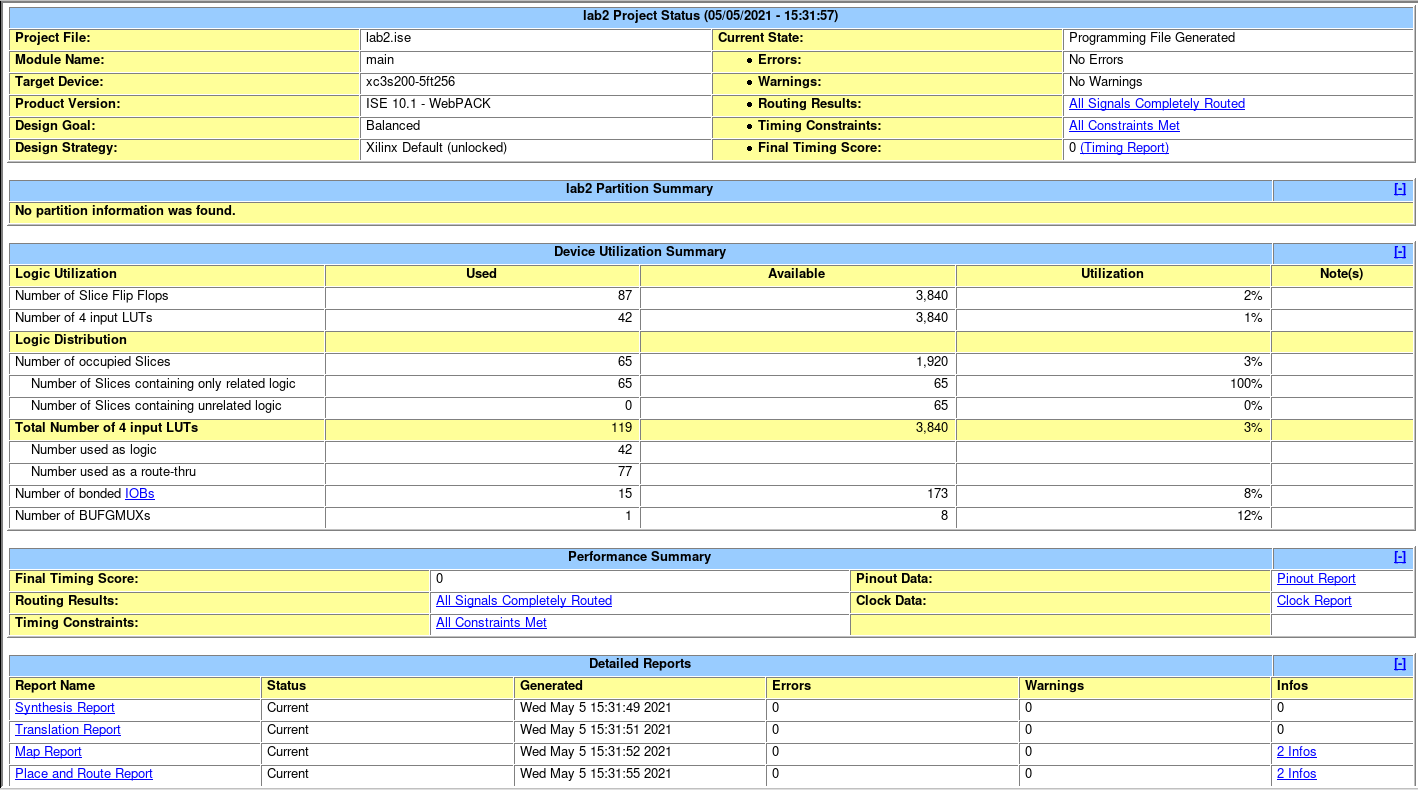 lab2 Project Status (05/05/2021 - 15:31:57)
Project File: lab2.ise Current State: Programming File Generated
Module Name: main • Errors: No Errors
Target Device: xc3s200-5ft256 • Warnings: No Warnings
Product Version: ISE 10.1 - WebPACK • Routing Results: All Signals Completely Routed
Design Goal: Balanced • Timing Constraints: All Constraints Met
Design Strategy: Xilinx Default (unlocked) • Final Timing Score: 0 (Timing Report)
lab2 Partition Summary [-]
No partition information was found.
Device Utilization Summary [-]
Logic Utilization Used Available Utilization Note(s)
Number of Slice Flip Flops 87 3,840 2%
Number of 4 input LUTs 42 3,840 1%
Logic Distribution
Number of occupied Slices 65 1,920 3%
Number of Slices containing only related logic 65 65 100%
Number of Slices containing unrelated logic 0 65 0%
Total Number of 4 input LUTs 119 3,840 3%
Number used as logic 42
Number used as a route-thru 77
Number of bonded IOBs 15 173 8%
Number of BUFGMUXs 1 8 12%
Performance Summary [-]
Final Timing Score: 0 Pinout Data: Pinout Report
Routing Results: All Signals Completely Routed Clock Data: Clock Report
Timing Constraints: All Constraints Met
Detailed Reports [-]
Report Name Status Generated Errors Warnings Infos
Synthesis Report Current Wed May 5 15:31:49 2021 0 0 0
Translation Report Current Wed May 5 15:31:51 2021 0 0 0
Map Report Current Wed May 5 15:31:52 2021 0 0 2 Infos
Place and Route Report Current Wed May 5 15:31:55 2021 0 0 2 Infos